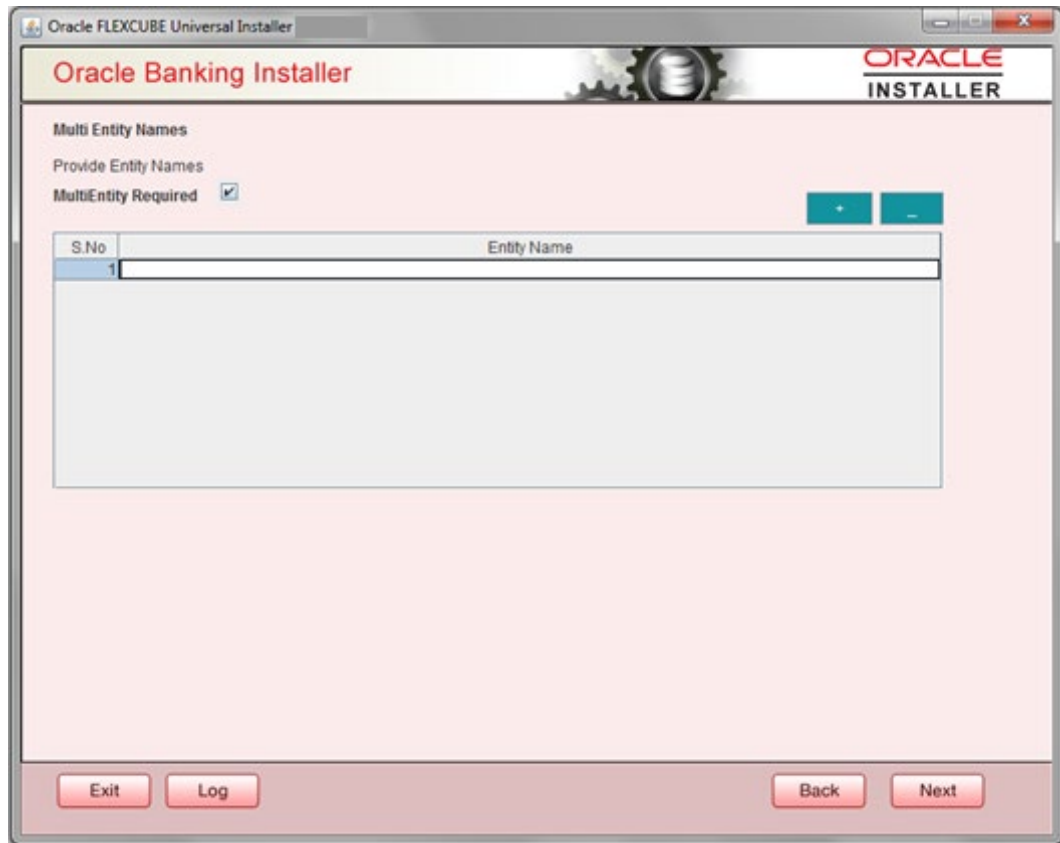 Oracle FLEXCUBE Universal Installer
Oracle Banking Installer
ORACLE
INSTALLER
Multi Entity Names
Provide Entity Names
MultiEntity Required
+ _
S.No Entity Name
1
Exit Log Back Next